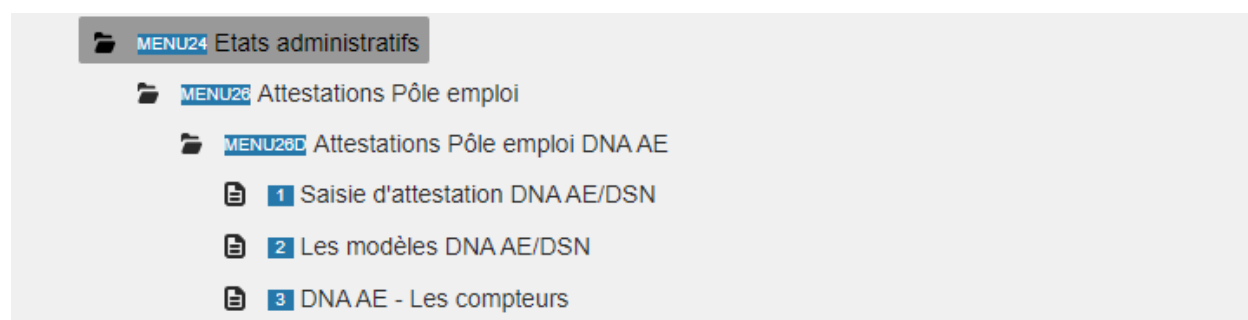 MENU24 Etats administratifs
MENU26 Attestations Pôle emploi
MENU26D Attestations Pôle emploi DNA AE
1 Saisie d'attestation DNA AE/DSN
2 Les modèles DNA AE/DSN
3 DNA AE - Les compteurs